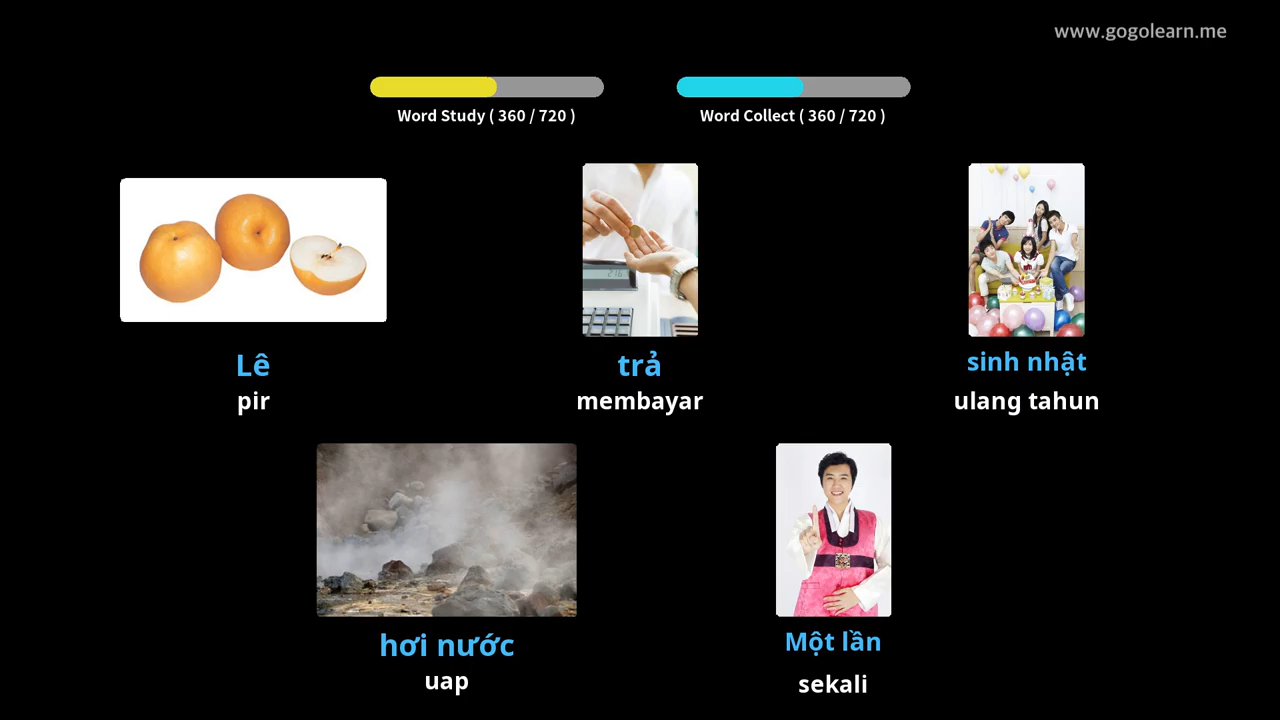 www.gogolearn.me
Word Study ( 360 / 720 )
Word Collect ( 360 / 720 )
Lê
pir
trả
membayar
sinh nhật
ulang tahun
hơi nước
uap
Một lần
sekali